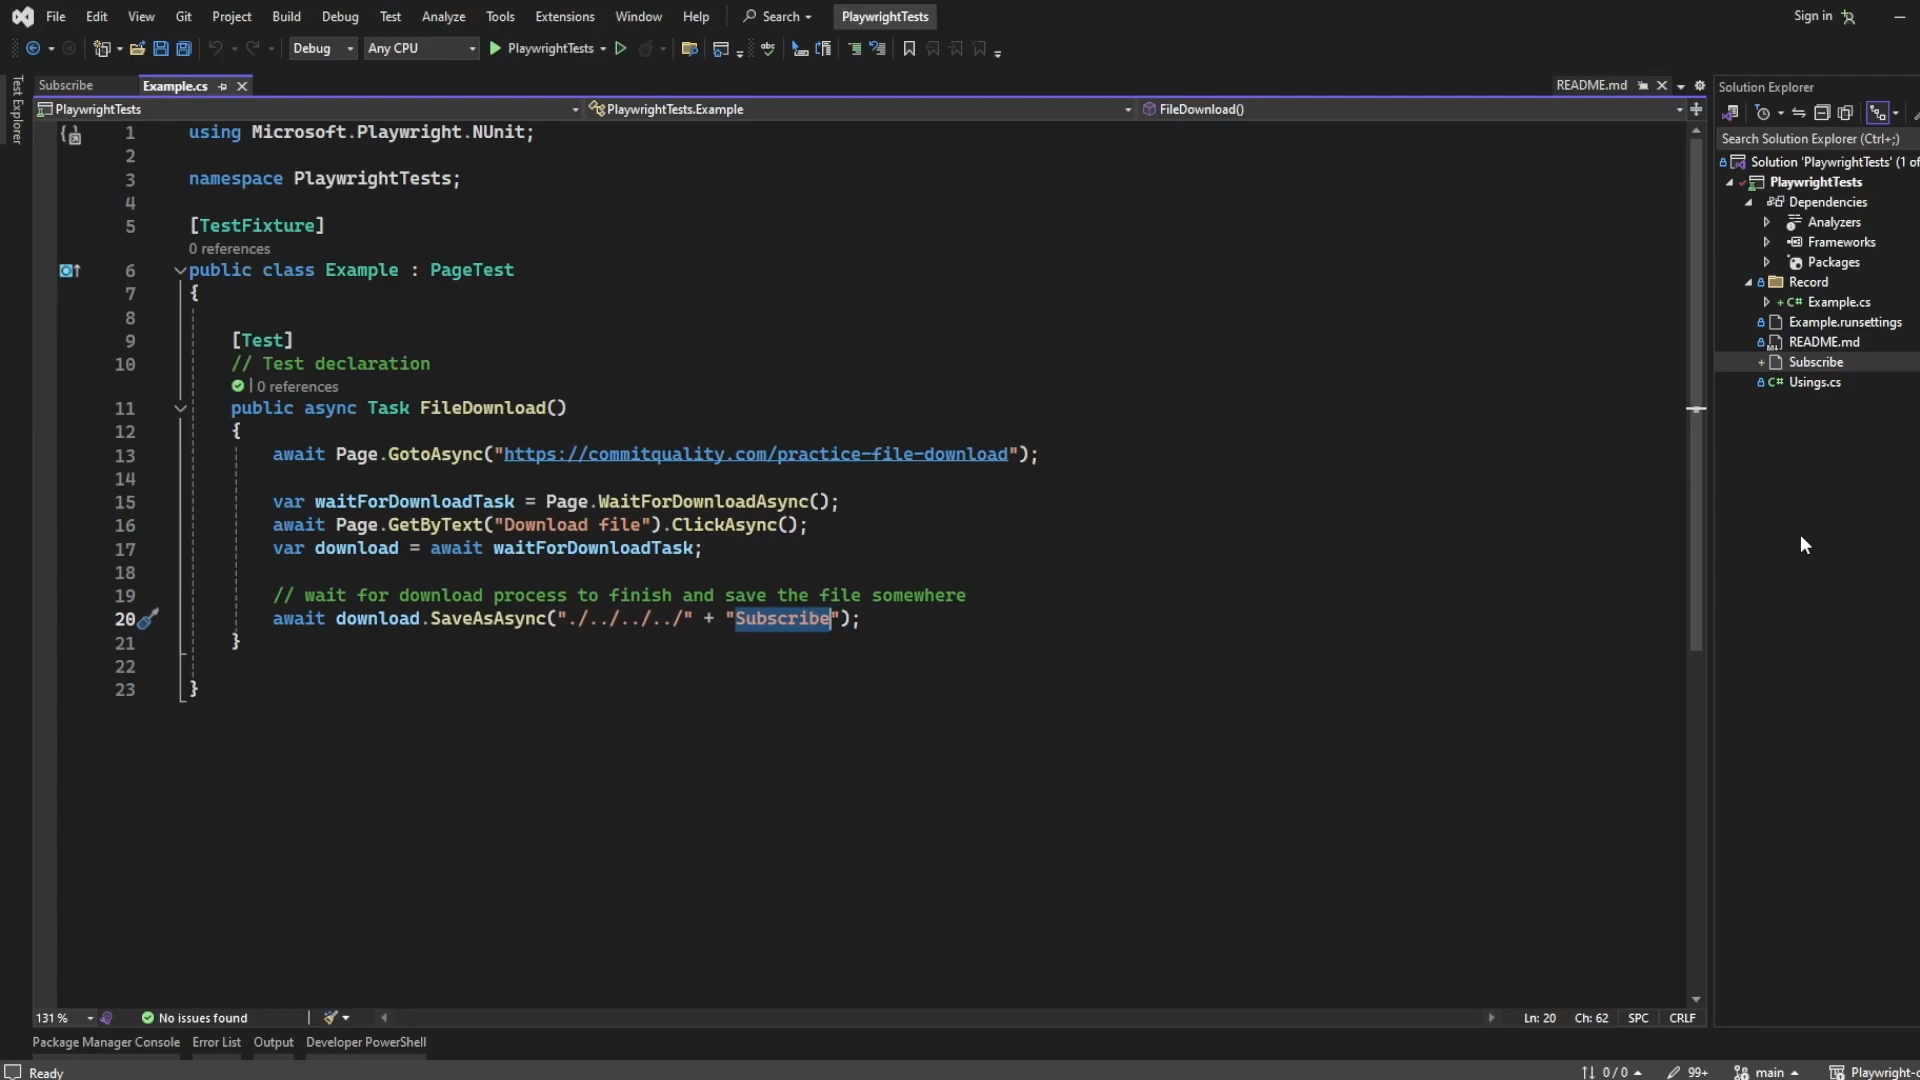 File Edit View Git Project Build Debug Test Analyze Tools Extensions Window Help Search PlaywrightTests Sign in
Debug Any CPU PlaywrightTests
Test Explorer
Subscribe Example.cs README.md
PlaywrightTests PlaywrightTests.Example FileDownload()
1 using Microsoft.Playwright.NUnit;
2
3 namespace PlaywrightTests;
4
5 [TestFixture]
0 references
6 public class Example : PageTest
7 {
8
9 [Test]
10 // Test declaration
0 references
11 public async Task FileDownload()
12 {
13 await Page.GotoAsync("https://commitquality.com/practice-file-download");
14
15 var waitForDownloadTask = Page.WaitForDownloadAsync();
16 await Page.GetByText("Download file").ClickAsync();
17 var download = await waitForDownloadTask;
18
19 // wait for download process to finish and save the file somewhere
20 await download.SaveAsAsync("./../../../" + "Subscribe");
21 }
22
23 }
Solution Explorer
Search Solution Explorer (Ctrl+;)
Solution 'PlaywrightTests' (1 of
PlaywrightTests
Dependencies
Analyzers
Frameworks
Packages
Record
+ C# Example.cs
Example.runsettings
README.md
+ Subscribe
C# Usings.cs
131 % No issues found Ln: 20 Ch: 62 SPC CRLF
Package Manager Console Error List Output Developer PowerShell
Ready 0 / 0 99+ main Playwright-c